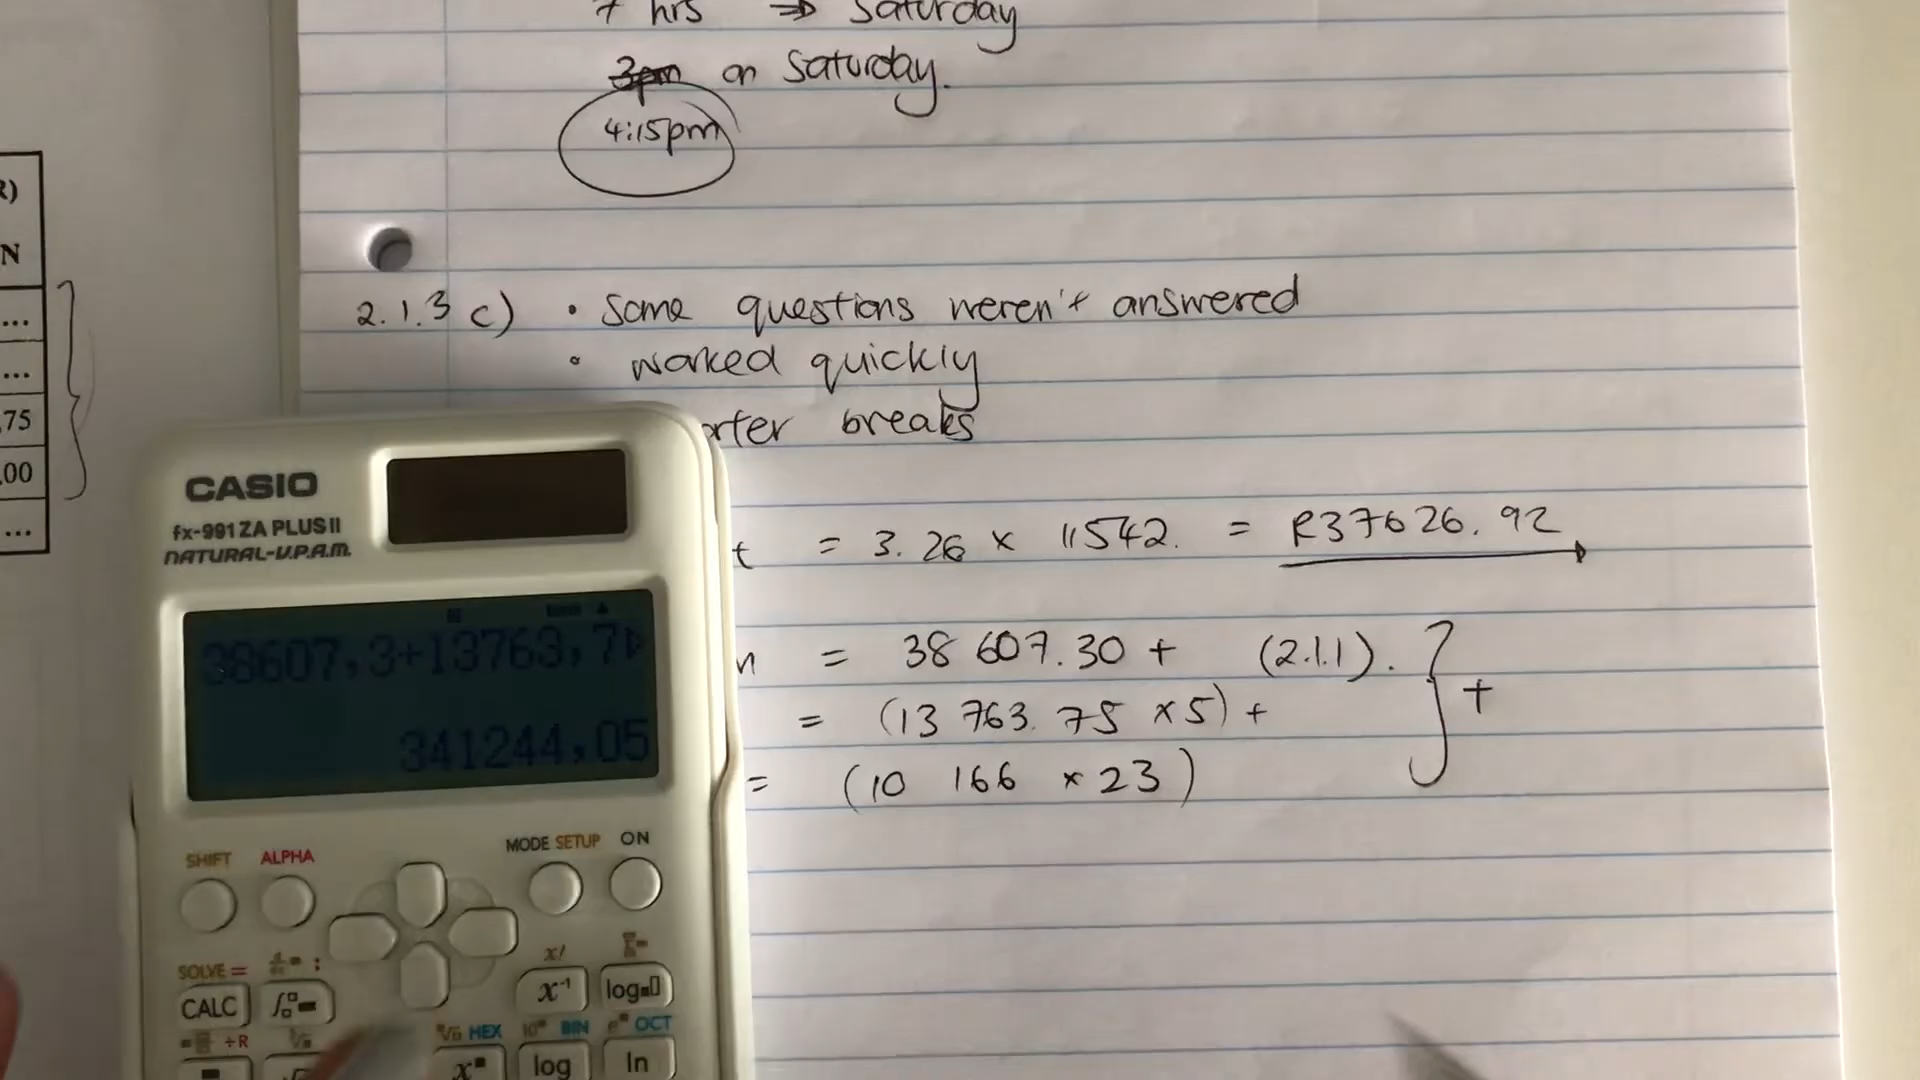 7 hrs ⇒ Saturday
3pm on Saturday.
4:15pm
R)
N
...
...
.75
.00
...
2.1.3 c) • Some questions weren't answered
• worked quickly
orter breaks
t = 3.26 × 11542. = R37626.92
n = 38 607.30 + (2.1.1).
= (13 763.75 × 5) +
= (10 166 × 23)
+
CASIO
fx-991ZA PLUS II
NATURAL-V.P.A.M.
38607,3+13763,7
341244,05
MODE SETUP ON
SHIFT ALPHA
SOLVE =
x!
CALC
x⁻¹ log
÷R
HEX BIN OCT
log ln